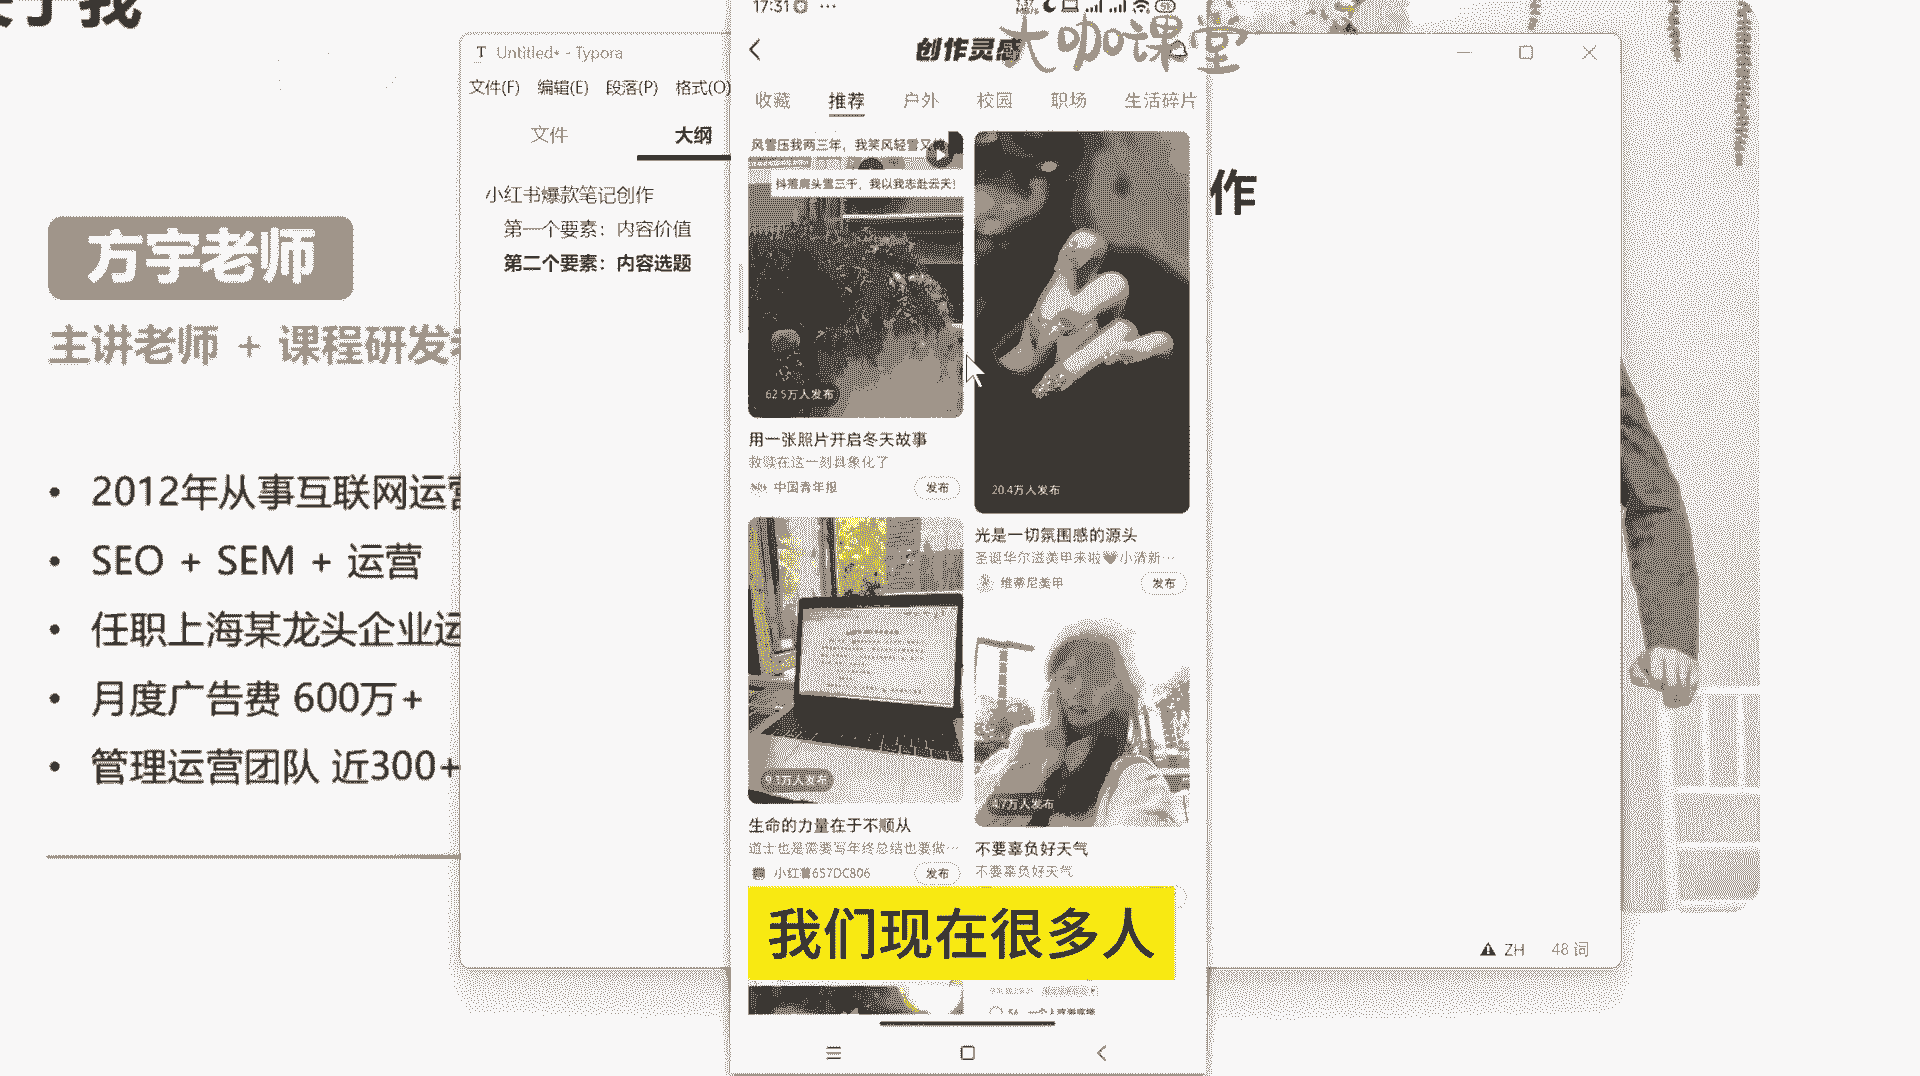 关于我
方宇老师
主讲老师 + 课程研发
2012年从事互联网运营
SEO + SEM + 运营
任职上海某龙头企业运
月度广告费 600万+
管理运营团队 近300+
Untitled• - Typora
文件(F) 编辑(E) 段落(P) 格式(O)
文件 大纲
小红书爆款笔记创作
第一个要素：内容价值
第二个要素：内容选题
作
ZH 48 词
17:31
创作灵感
大咖课堂
收藏 推荐 户外 校园 职场 生活碎片
风雪压我两三年，我笑风轻雪又
抖落肩头雪三千，我以我志赴云天！
62.5万人发布
用一张照片开启冬天故事
救赎在这一刻具象化了
中国青年报 发布
20.4万人发布
光是一切氛围感的源头
圣诞华尔滋美甲来啦🖤小清新…
维蒂尼美甲 发布
万人发布
生命的力量在于不顺从
道士也是需要写年终总结也要做…
小红薯657DC806 发布
4.7万人发布
不要辜负好天气
不要辜负好天气
我们现在很多人